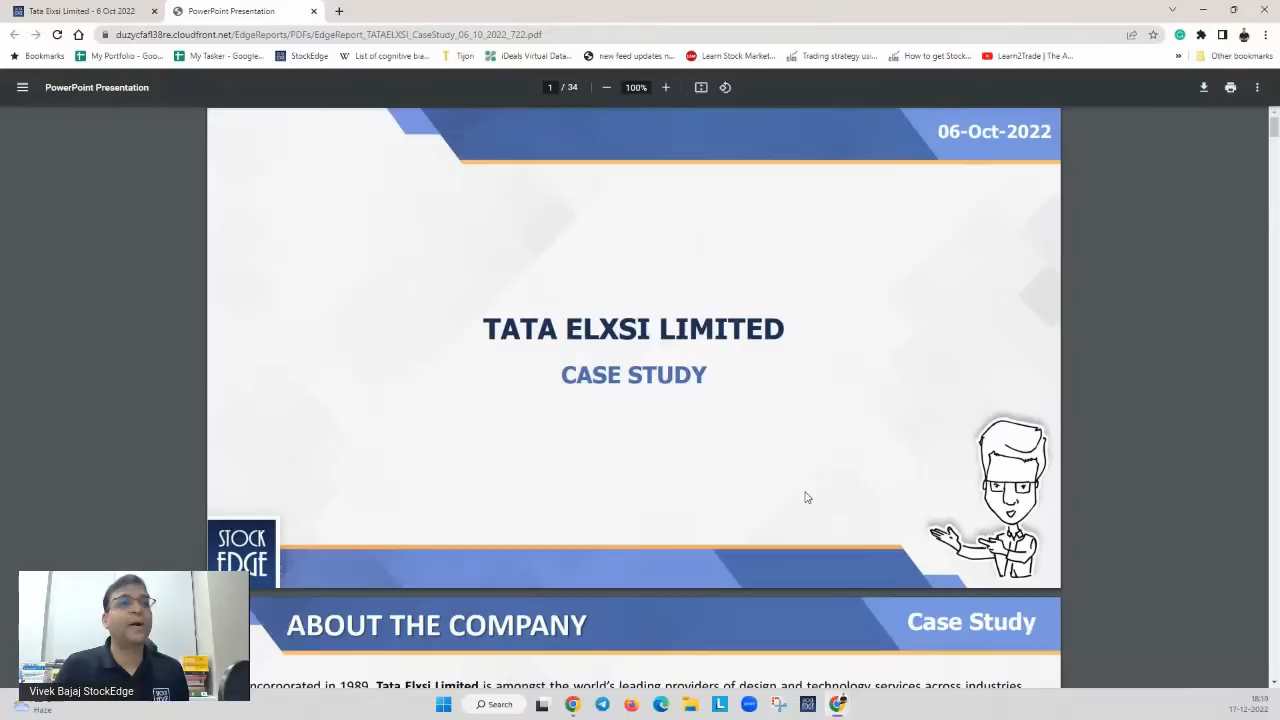 Tata Elxsi Limited - 6 Oct 2022
PowerPoint Presentation
duzycfafl38re.cloudfront.net/EdgeReports/PDFs/EdgeReport_TATAELXSI_CaseStudy_06_10_2022_722.pdf
Bookmarks
My Portfolio - Goo...
My Tasker - Google...
StockEdge
List of cognitive bia...
Tijori
iDeals Virtual Data...
new feed updates n...
Learn Stock Market...
Trading strategy usi...
How to get Stock...
Learn2Trade | The A...
»
Other bookmarks
PowerPoint Presentation
1 / 34
100%
06-Oct-2022
TATA ELXSI LIMITED
CASE STUDY
STOCK
EDGE
ABOUT THE COMPANY
Case Study
ncorporated in 1989, Tata Elxsi Limited is amongst the world's leading providers of design and technology services across industries
Vivek Bajaj StockEdge
Haze
Search
18:19
17-12-2022